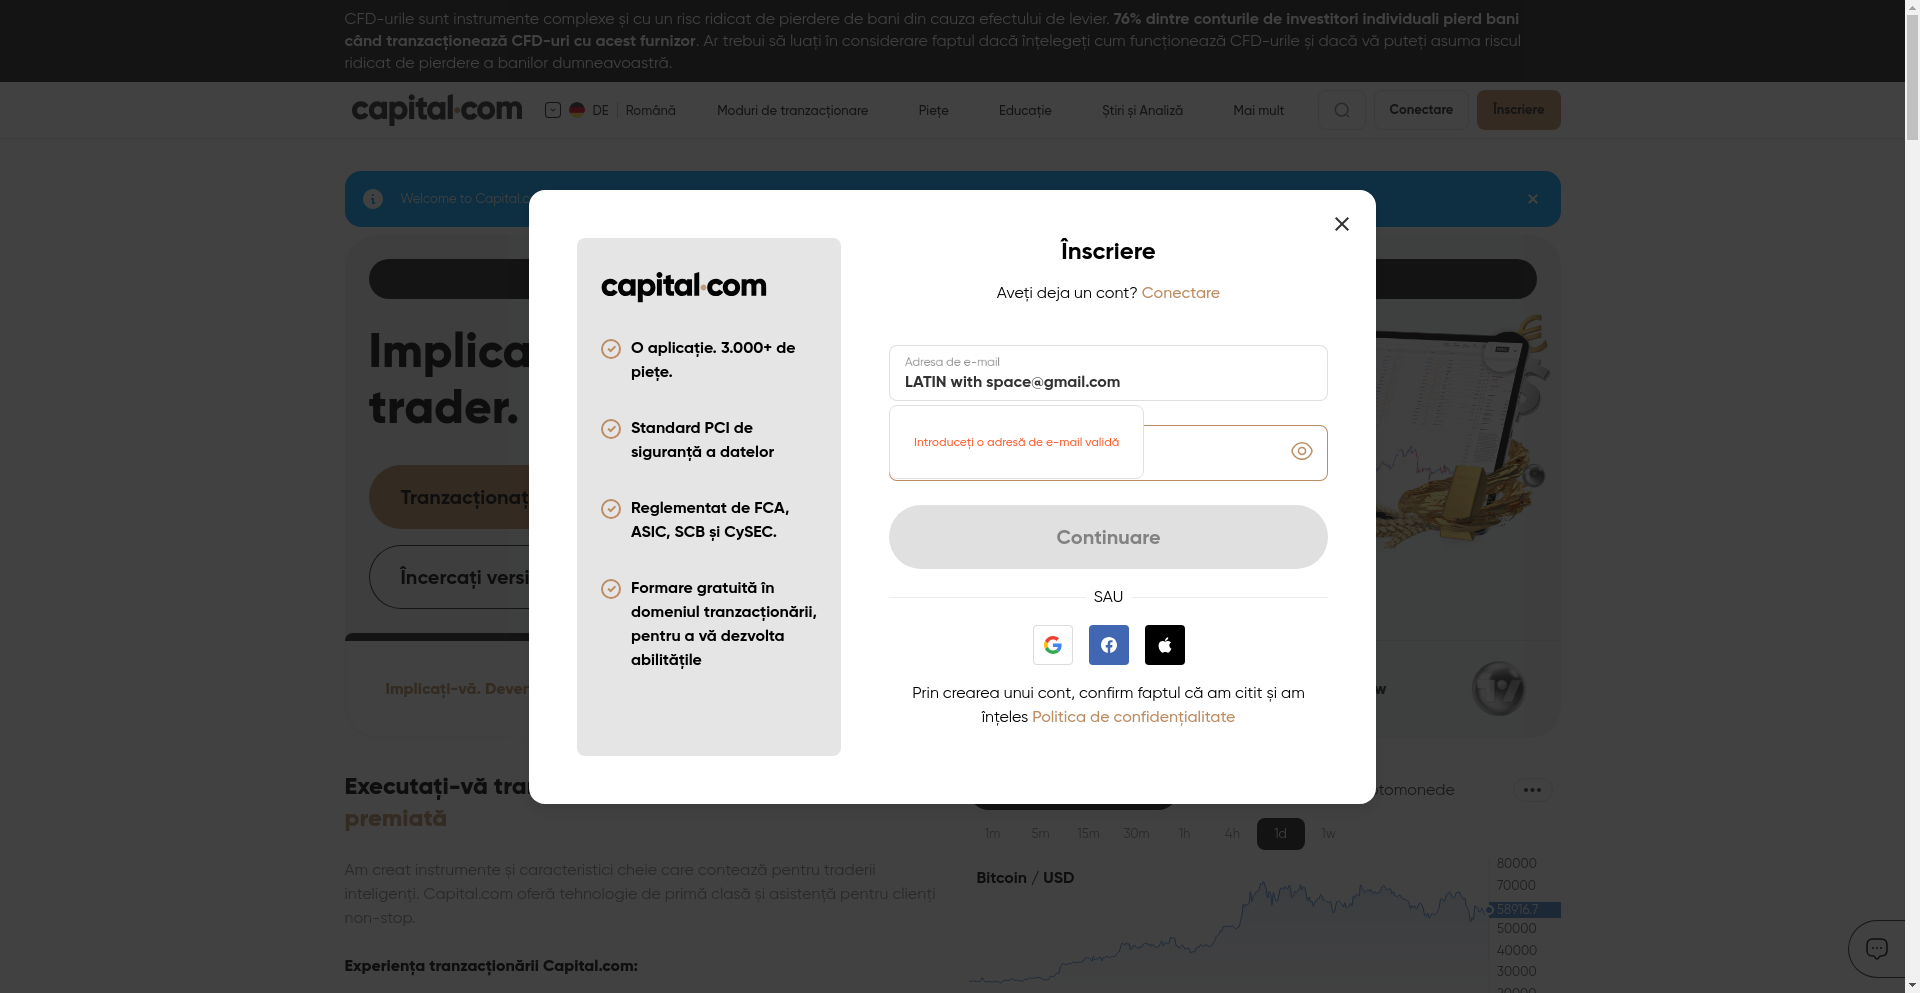 CFD-urile sunt instrumente complexe și cu un risc ridicat de pierdere de bani din cauza efectului de levier. 76% dintre conturile de investitori individuali pierd bani
când tranzacționează CFD-uri cu acest furnizor. Ar trebui să luați în considerare faptul dacă înțelegeți cum funcționează CFD-urile și dacă vă puteți asuma riscul
ridicat de pierdere a banilor dumneavoastră.
capital.com DE Română Moduri de tranzacționare Piețe Educație Știri și Analiză Mai mult Conectare Înscriere
Welcome to Capital.c
Implica
trader.
Tranzacționaț
Încercați versi
Implicați-vă. Dever
w
capital.com
O aplicație. 3.000+ de
piețe.
Standard PCI de
siguranță a datelor
Reglementat de FCA,
ASIC, SCB și CySEC.
Formare gratuită în
domeniul tranzacționării,
pentru a vă dezvolta
abilitățile
Înscriere
Aveți deja un cont? Conectare
Adresa de e-mail
LATIN with space@gmail.com
Introduceți o adresă de e-mail validă
Continuare
SAU
Prin crearea unui cont, confirm faptul că am citit și am
înțeles Politica de confidențialitate
Executați-vă tra
premiată
Am creat instrumente și caracteristici cheie care contează pentru traderii
inteligenți. Capital.com oferă tehnologie de primă clasă și asistență pentru clienți
non-stop.
Experiența tranzacționării Capital.com:
tomonede
1m 5m 15m 30m 1h 4h 1d 1w
Bitcoin / USD
80000
70000
58916.7
50000
40000
30000